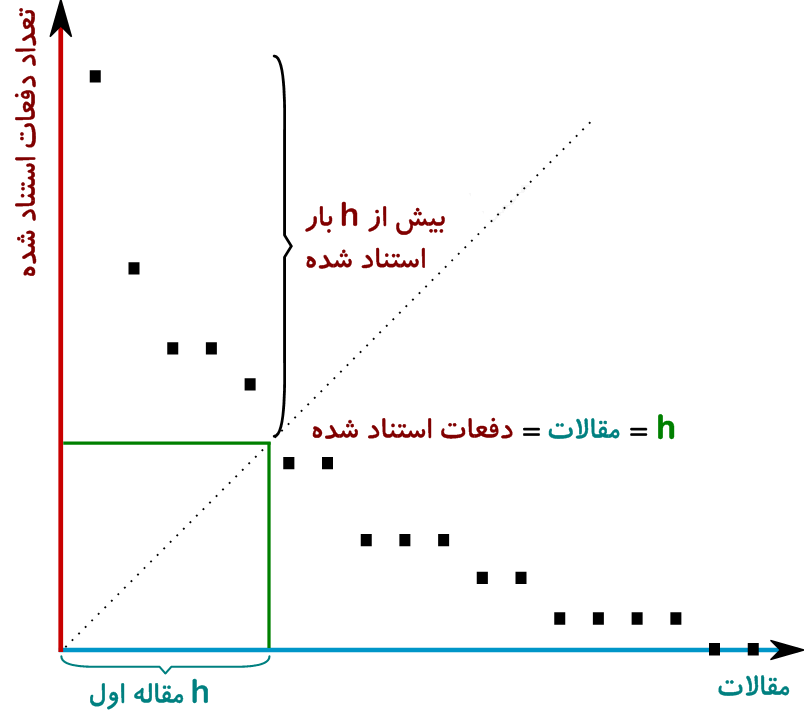 تعداد دفعات استناد شده
بیش از h بار
استناد شده
h = مقالات = دفعات استناد شده
مقالات
h مقاله اول